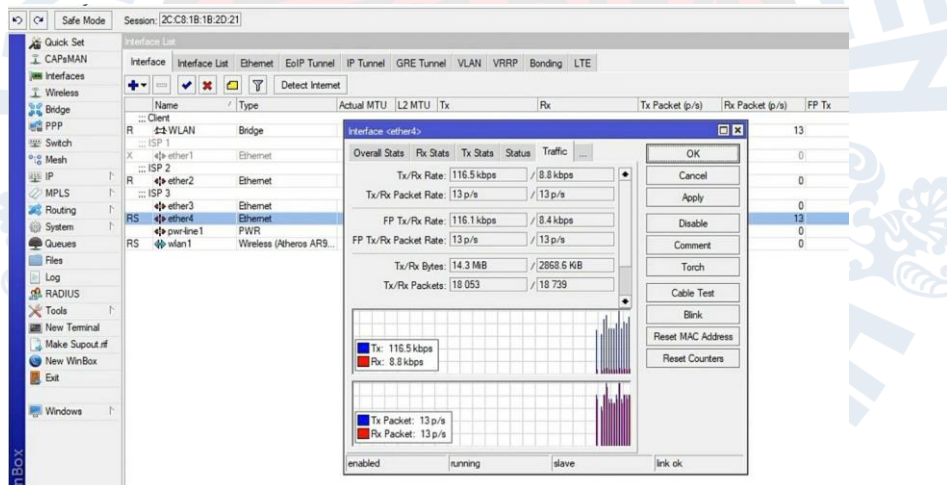 Safe Mode Session: 2C:C8:1B:1B:2D:21
Quick Set
CAPsMAN
Interfaces
Wireless
Bridge
PPP
Switch
Mesh
IP
MPLS
Routing
System
Queues
Files
Log
RADIUS
Tools
New Terminal
Make Supout.rif
New WinBox
Exit
Windows
Interface List
Interface Interface List Ethernet EoIP Tunnel IP Tunnel GRE Tunnel VLAN VRRP Bonding LTE
Detect Internet
Name Type Actual MTU L2 MTU Tx Rx Tx Packet (p/s) Rx Packet (p/s) FP Tx
::: Client
R WLAN Bridge 13
::: ISP 1
X ether1 Ethernet 0
::: ISP 2
R ether2 Ethernet 0
::: ISP 3
ether3 Ethernet 0
RS ether4 Ethernet 13
pwr-line1 PWR 0
RS wlan1 Wireless (Atheros AR9... 0
Interface <ether4>
Overall Stats Rx Stats Tx Stats Status Traffic ...
Tx/Rx Rate: 116.5 kbps / 8.8 kbps
Tx/Rx Packet Rate: 13 p/s / 13 p/s
FP Tx/Rx Rate: 116.1 kbps / 8.4 kbps
FP Tx/Rx Packet Rate: 13 p/s / 13 p/s
Tx/Rx Bytes: 14.3 MiB / 2868.6 KiB
Tx/Rx Packets: 18 053 / 18 739
Tx: 116.5 kbps
Rx: 8.8 kbps
Tx Packet: 13 p/s
Rx Packet: 13 p/s
OK
Cancel
Apply
Disable
Comment
Torch
Cable Test
Blink
Reset MAC Address
Reset Counters
enabled running slave link ok
inBox